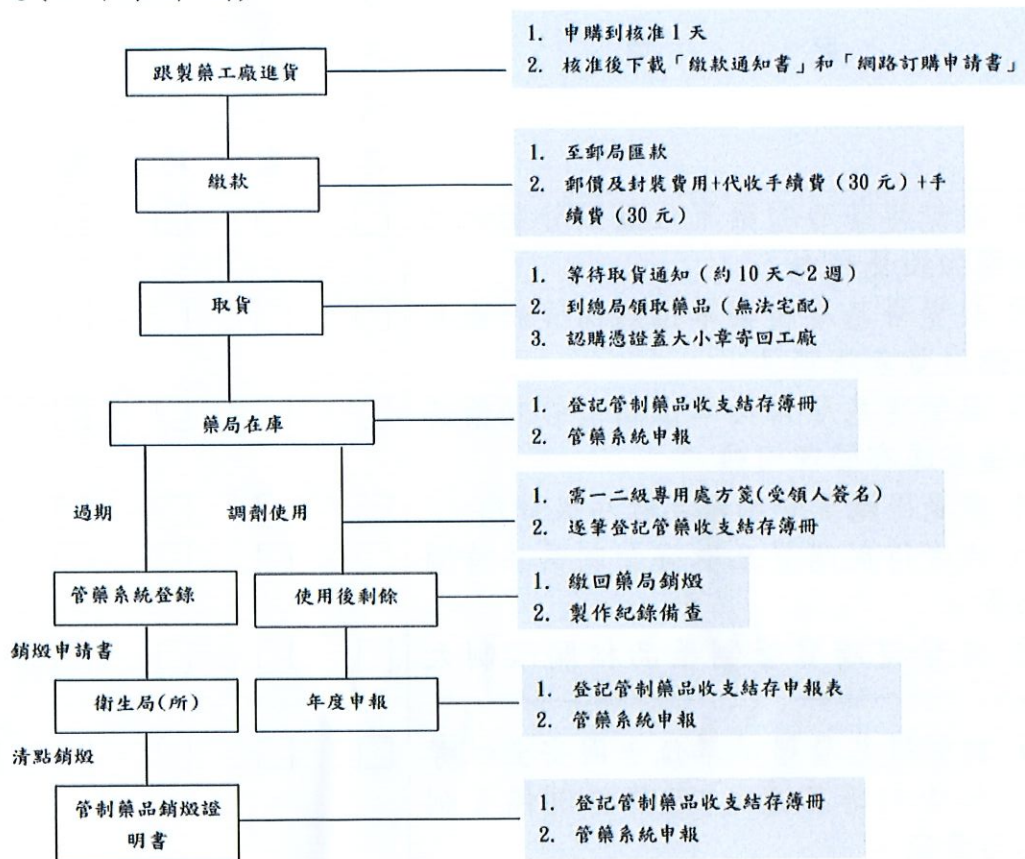 跟製藥工廠進貨
1. 申購到核准1天
2. 核准後下載「繳款通知書」和「網路訂購申請書」
繳款
1. 至郵局匯款
2. 郵價及封裝費用+代收手續費（30元）+手
續費（30元）
取貨
1. 等待取貨通知（約10天～2週）
2. 到總局領取藥品（無法宅配）
3. 認購憑證蓋大小章寄回工廠
藥局在庫
1. 登記管制藥品收支結存簿冊
2. 管藥系統申報
過期
調劑使用
1. 需一二級專用處方箋(受領人簽名)
2. 逐筆登記管藥收支結存簿冊
管藥系統登錄
使用後剩餘
1. 繳回藥局銷燬
2. 製作紀錄備查
銷燬申請書
衛生局(所)
年度申報
1. 登記管制藥品收支結存申報表
2. 管藥系統申報
清點銷燬
管制藥品銷燬證
明書
1. 登記管制藥品收支結存簿冊
2. 管藥系統申報